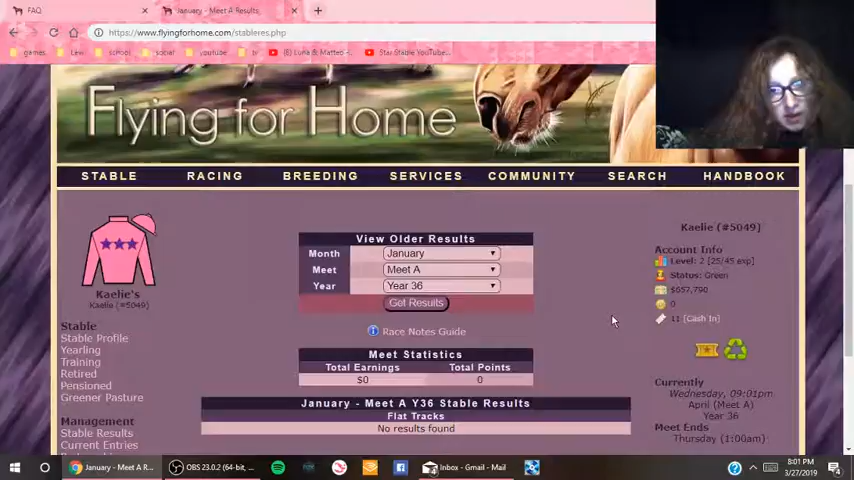 FAQ
January - Meet A Results
https://www.flyingforhome.com/stableres.php
games
Lew
school
social
youtube
tv
(1) Luna & Matteo -
Star Stable YouTube...
Flying for Home
STABLE RACING BREEDING SERVICES COMMUNITY SEARCH HANDBOOK
Kaelie's
Kaelie (#5049)
Stable
Stable Profile
Yearling
Training
Retired
Pensioned
Greener Pasture
Management
Stable Results
Current Entries
View Older Results
Month January
Meet Meet A
Year Year 36
Get Results
Race Notes Guide
Meet Statistics
Total Earnings Total Points
$0 0
January - Meet A Y36 Stable Results
Flat Tracks
No results found
Kaelie (#5049)
Account Info
Level: 2 [25/45 exp]
Status: Green
$657,790
0
11 [Cash In]
Currently
Wednesday, 09:01pm
April (Meet A)
Year 36
Meet Ends
Thursday (1:00am)
January - Meet A R...
OBS 23.0.2 (64-bit, ...
Inbox - Gmail - Mail
8:01 PM
3/27/2019